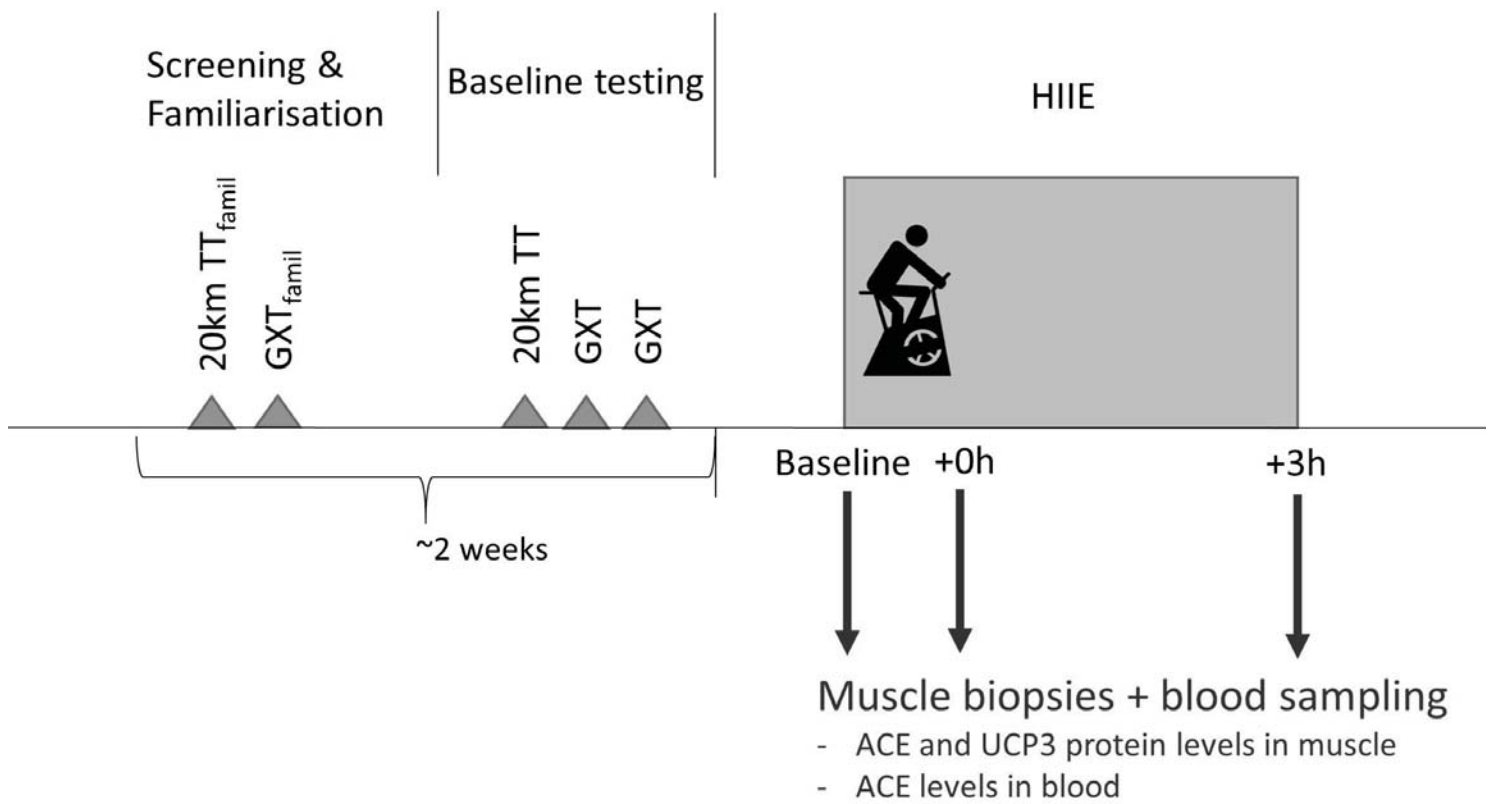 Screening &
Familiarisation
Baseline testing
HIIE
20km TTfamil
GXTfamil
20km TT
GXT
GXT
Baseline
+0h
+3h
~2 weeks
Muscle biopsies + blood sampling
- ACE and UCP3 protein levels in muscle
- ACE levels in blood